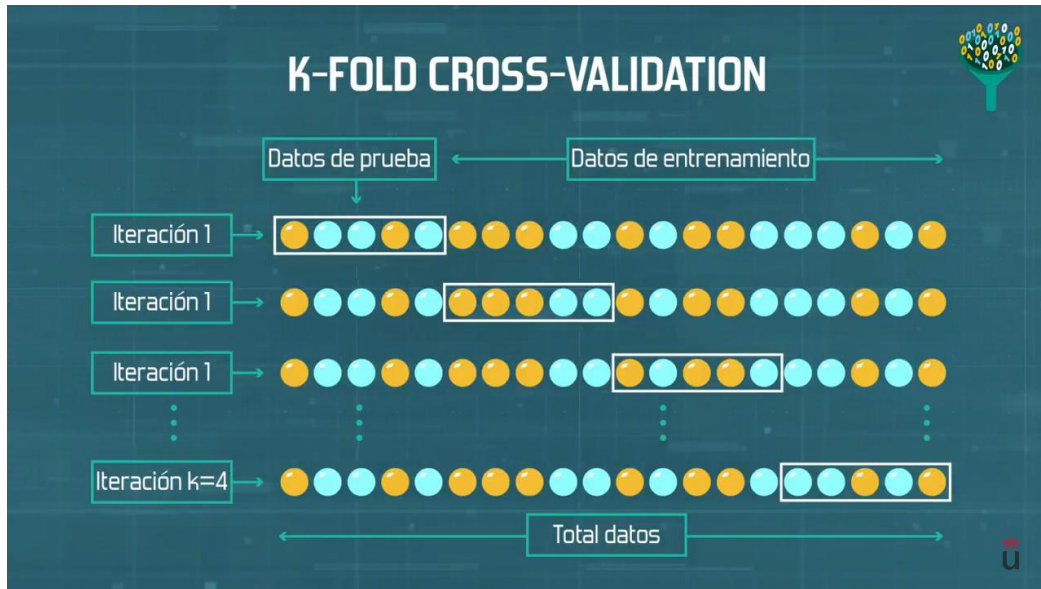 K-FOLD CROSS-VALIDATION
Datos de prueba
Datos de entrenamiento
Iteración 1
Iteración 1
Iteración 1
Iteración k=4
Total datos
ü